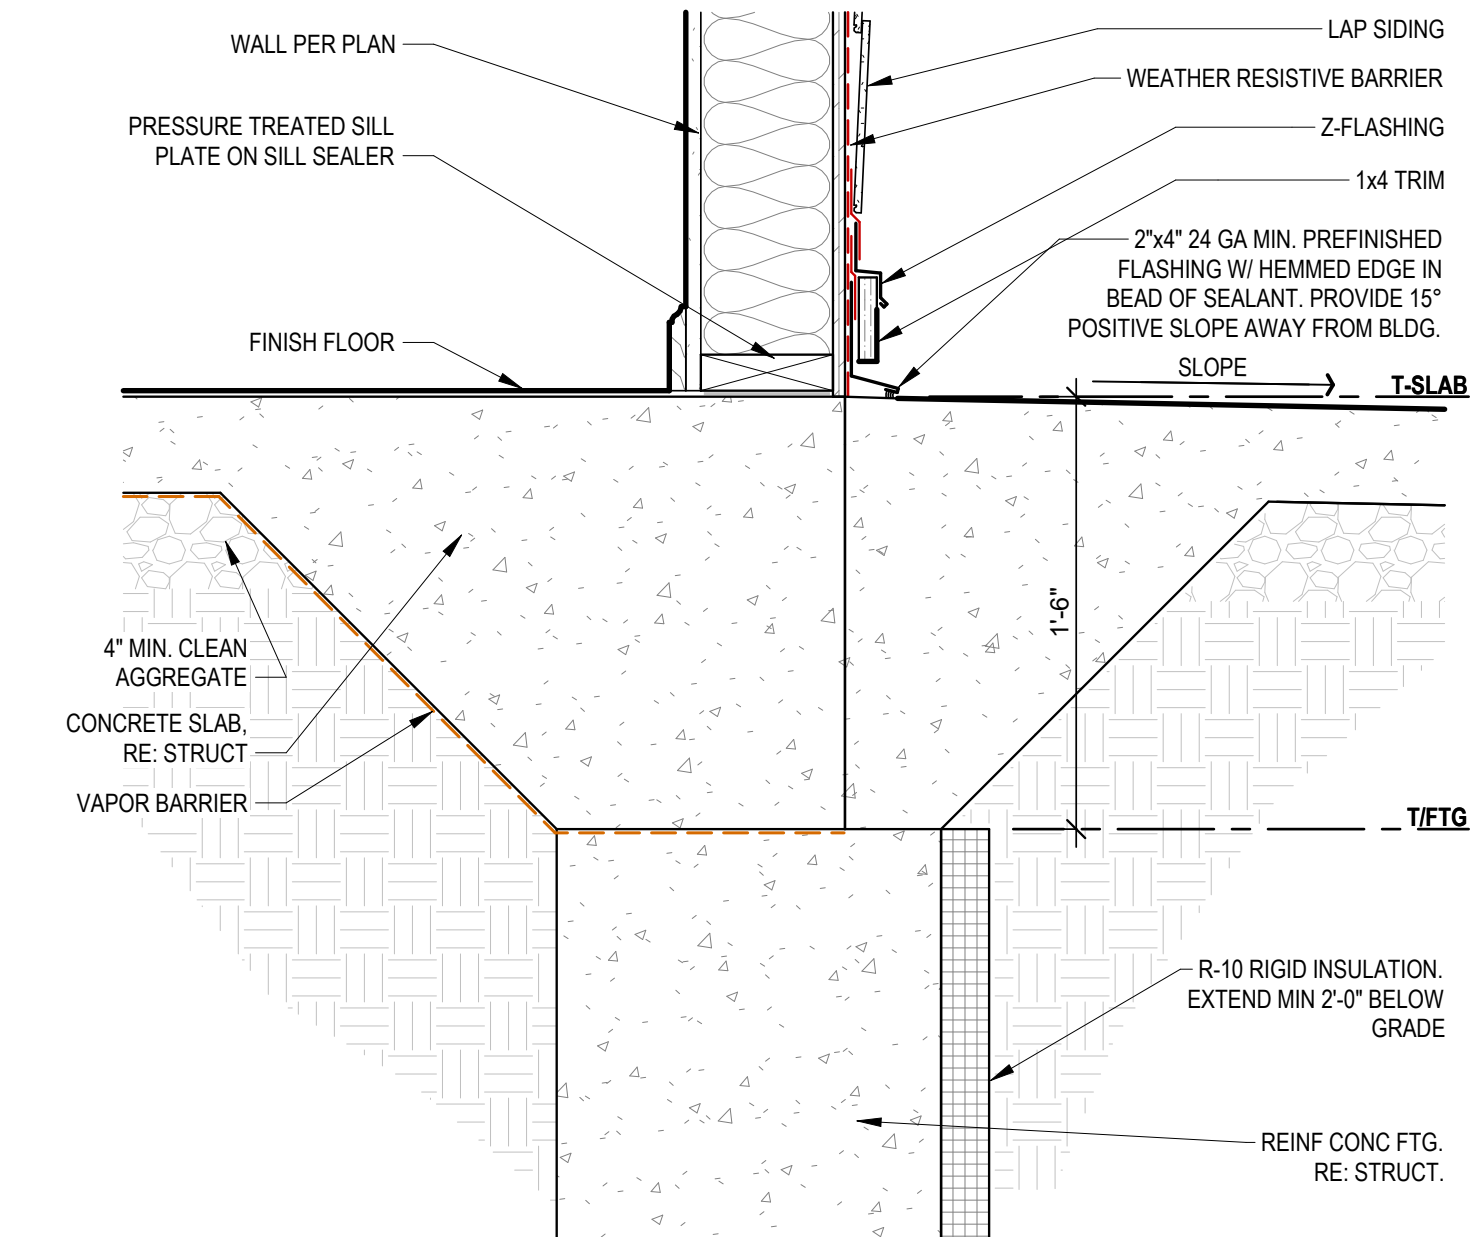 WALL PER PLAN
PRESSURE TREATED SILL
PLATE ON SILL SEALER
FINISH FLOOR
4" MIN. CLEAN
AGGREGATE
CONCRETE SLAB,
RE: STRUCT
VAPOR BARRIER
LAP SIDING
WEATHER RESISTIVE BARRIER
Z-FLASHING
1x4 TRIM
2"x4" 24 GA MIN. PREFINISHED
FLASHING W/ HEMMED EDGE IN
BEAD OF SEALANT. PROVIDE 15°
POSITIVE SLOPE AWAY FROM BLDG.
SLOPE
T-SLAB
1'-6"
T/FTG
R-10 RIGID INSULATION.
EXTEND MIN 2'-0" BELOW
GRADE
REINF CONC FTG.
RE: STRUCT.